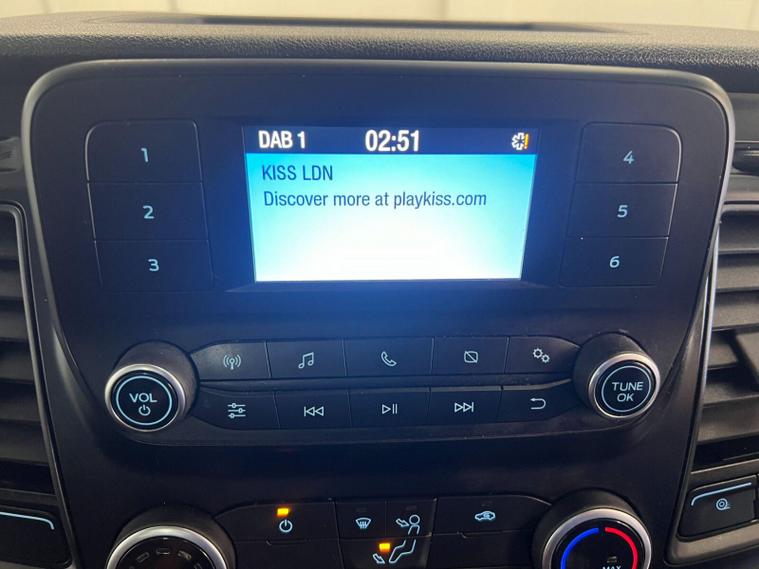 DAB 1 02:51
KISS LDN
Discover more at playkiss.com
1
2
3
4
5
6
VOL
TUNE
OK
MAX